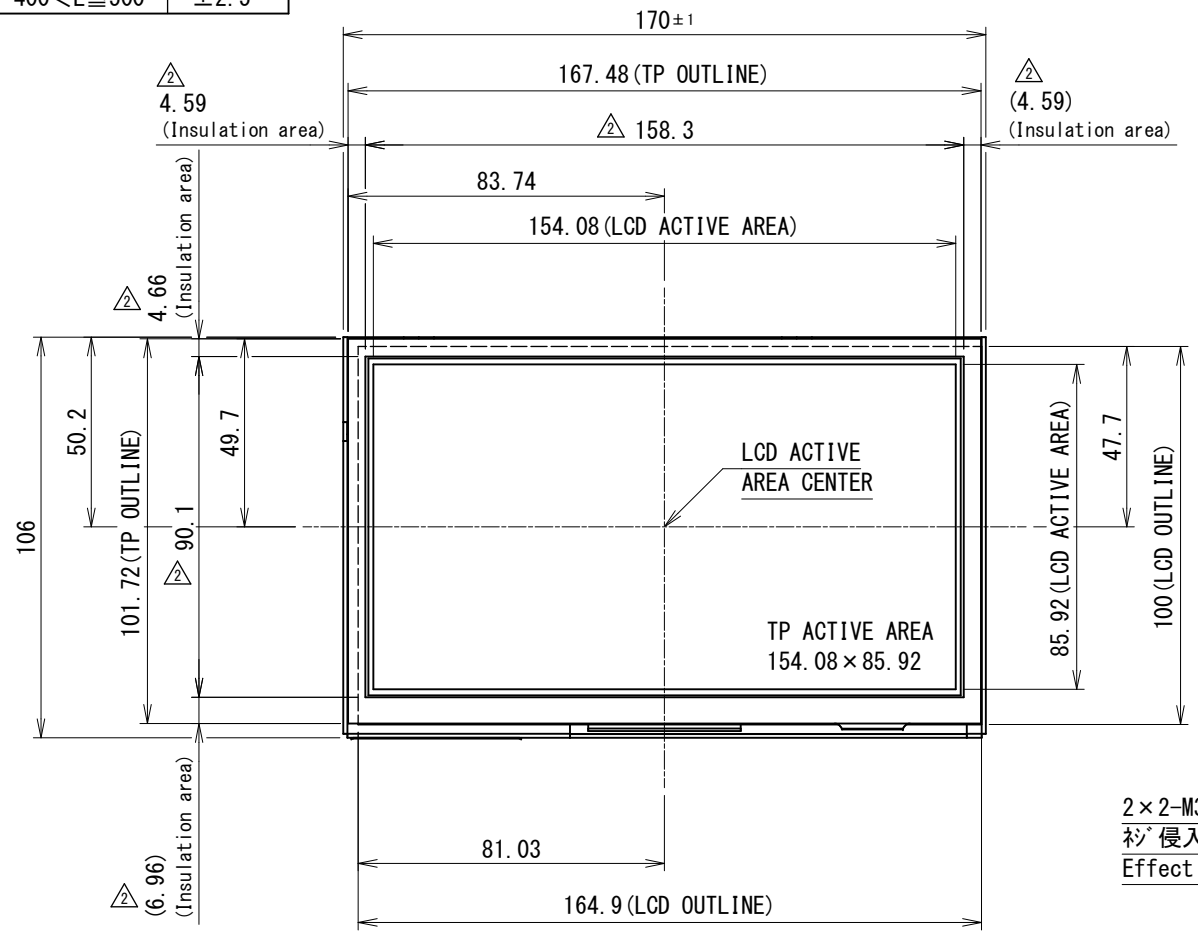 400<L≦500 ±2.5
170±1
167.48(TP OUTLINE)
2
4.59
(Insulation area)
2
(4.59)
(Insulation area)
2 158.3
83.74
154.08(LCD ACTIVE AREA)
2
4.66
(Insulation area)
106
50.2
101.72(TP OUTLINE)
2
90.1
49.7
LCD ACTIVE
AREA CENTER
TP ACTIVE AREA
154.08×85.92
85.92(LCD ACTIVE AREA)
47.7
100(LCD OUTLINE)
2
(6.96)
(Insulation area)
81.03
164.9(LCD OUTLINE)
2×2-M3
ﾈｼﾞ侵入
Effect